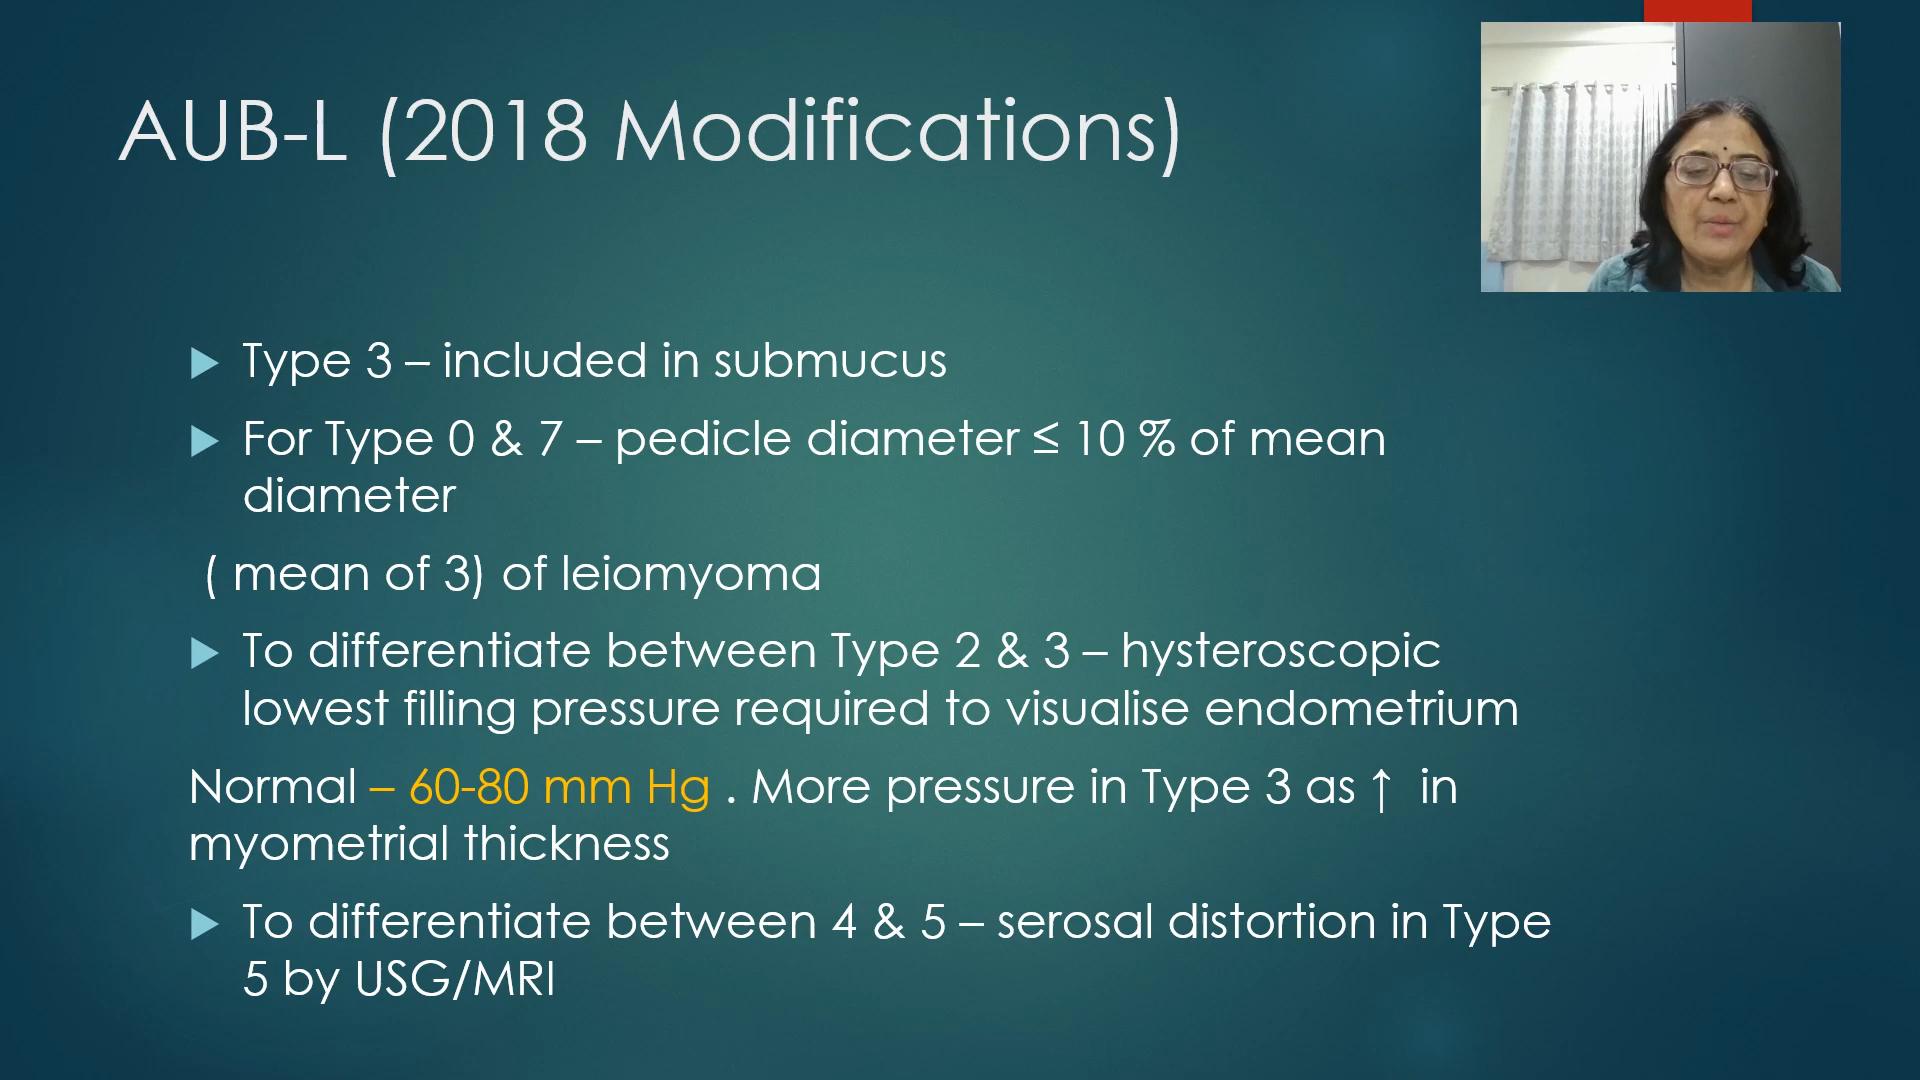 AUB-L (2018 Modifications)
Type 3 – included in submucus
For Type 0 & 7 – pedicle diameter ≤ 10 % of mean
diameter
( mean of 3) of leiomyoma
To differentiate between Type 2 & 3 – hysteroscopic
lowest filling pressure required to visualise endometrium
Normal – 60-80 mm Hg . More pressure in Type 3 as ↑ in
myometrial thickness
To differentiate between 4 & 5 – serosal distortion in Type
5 by USG/MRI